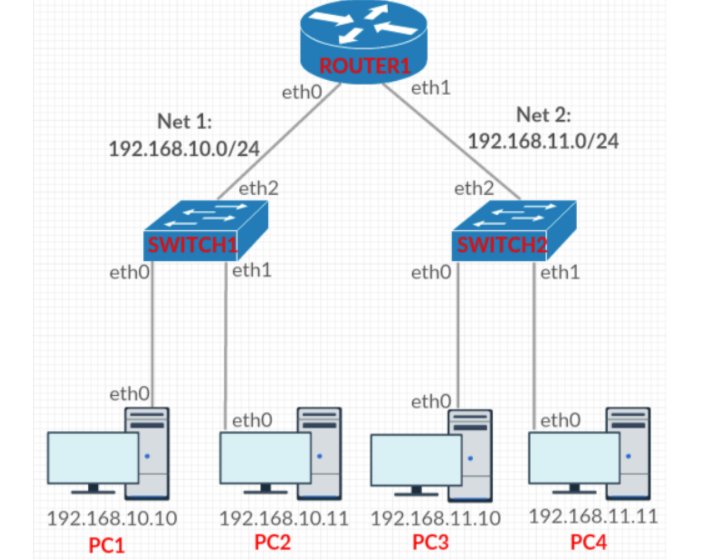 ROUTER1
eth0
eth1
Net 1:
192.168.10.0/24
Net 2:
192.168.11.0/24
eth2
eth2
SWITCH1
SWITCH2
eth0
eth1
eth0
eth1
eth0
eth0
eth0
eth0
192.168.10.10
192.168.10.11
192.168.11.10
192.168.11.11
PC1
PC2
PC3
PC4